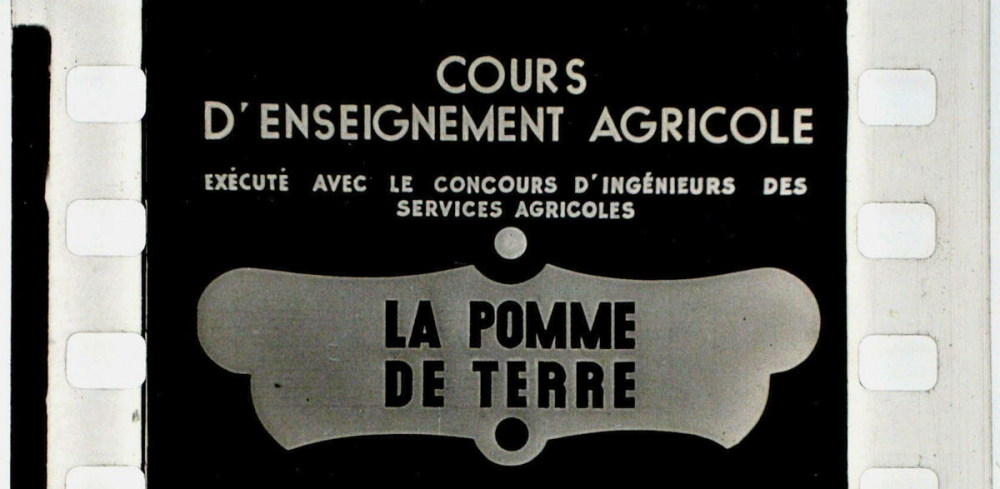 COURS
D'ENSEIGNEMENT AGRICOLE
EXÉCUTÉ AVEC LE CONCOURS D'INGÉNIEURS DES
SERVICES AGRICOLES
LA POMME
DE TERRE